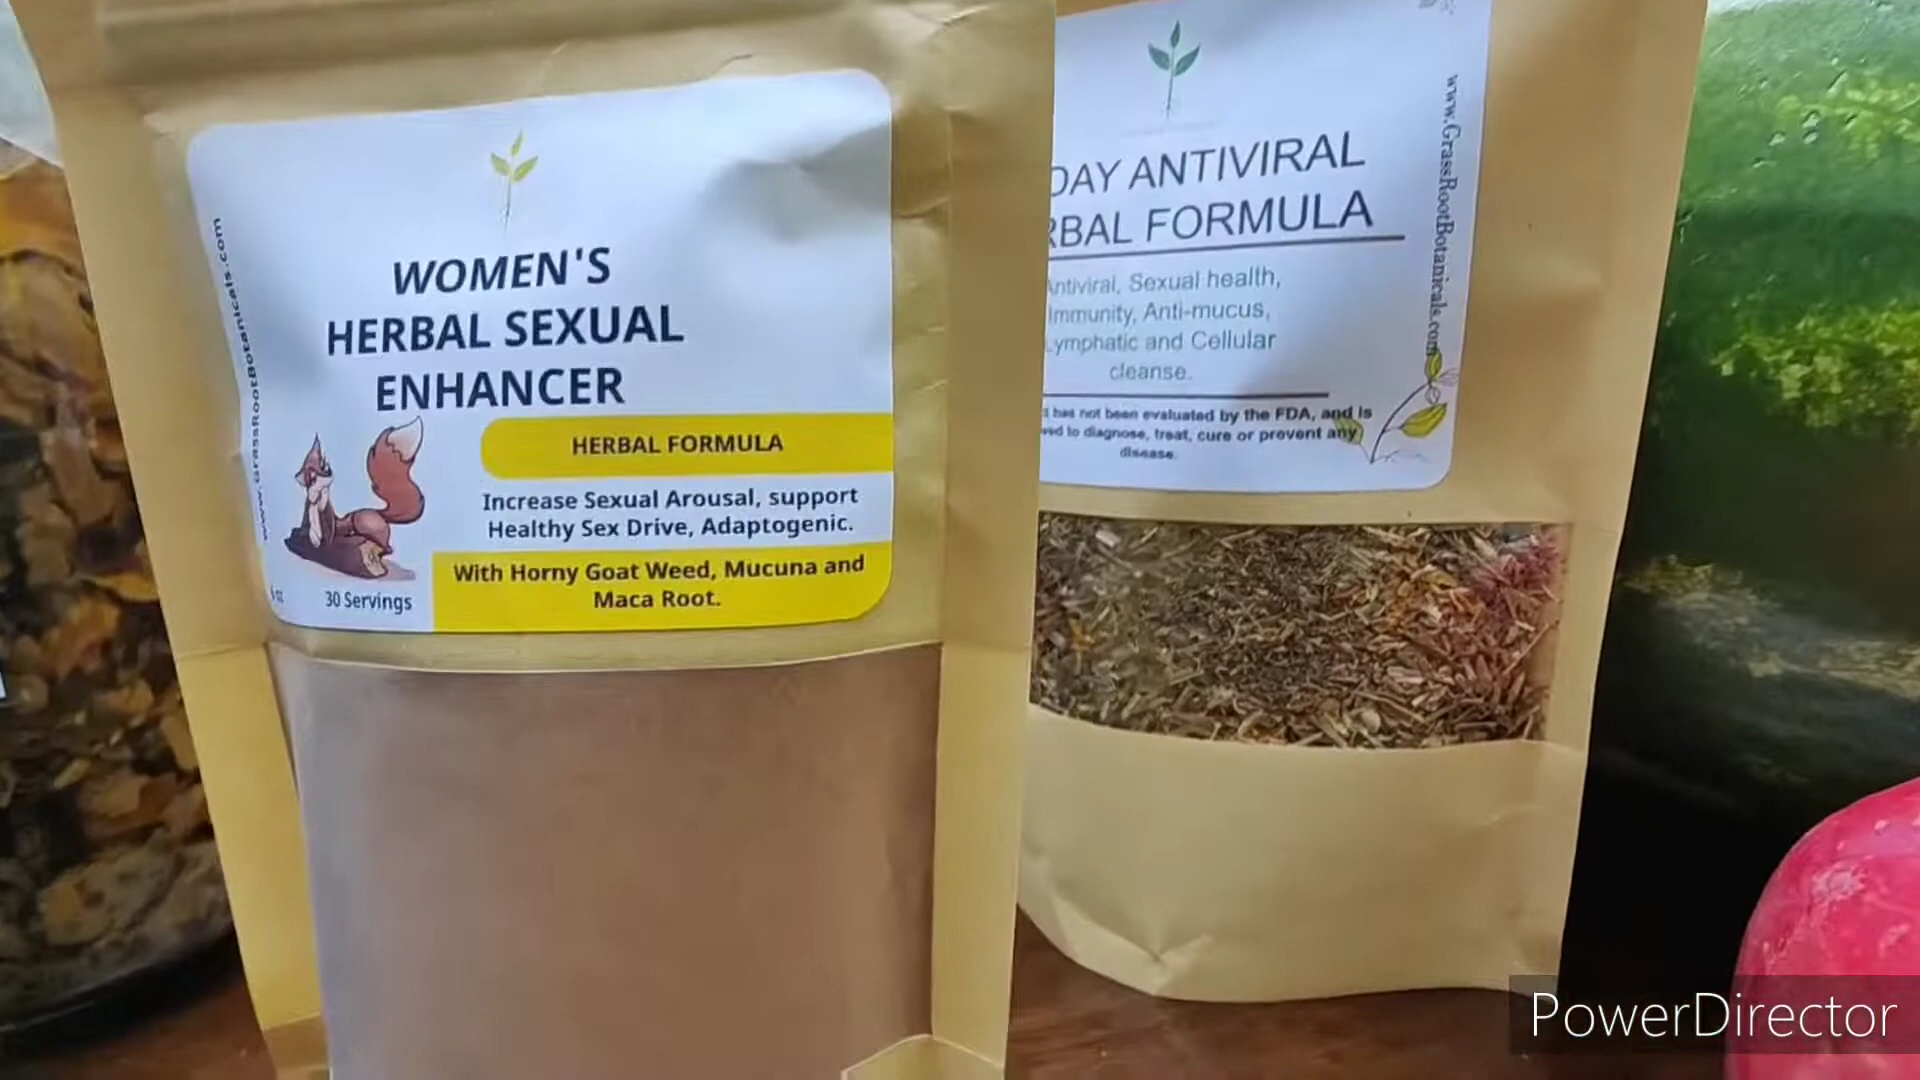 www.GrassRootBotanicals.com
WOMEN'S
HERBAL SEXUAL
ENHANCER
HERBAL FORMULA
Increase Sexual Arousal, support
Healthy Sex Drive, Adaptogenic.
With Horny Goat Weed, Mucuna and
Maca Root.
30 Servings
DAY ANTIVIRAL
RBAL FORMULA
Antiviral, Sexual health,
Immunity, Anti-mucus,
Lymphatic and Cellular
cleanse.
has not been evaluated by the FDA, and is
to diagnose, treat, cure or prevent any
disease.
www.GrassRootBotanicals.com
PowerDirector